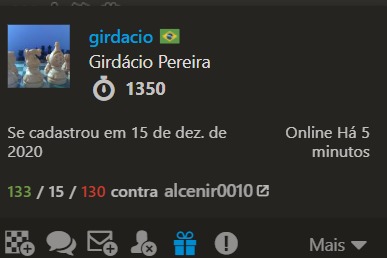 girdacio
Girdácio Pereira
1350
Se cadastrou em 15 de dez. de 2020
Online Há 5 minutos
133 / 15 / 130 contra alcenir0010
Mais